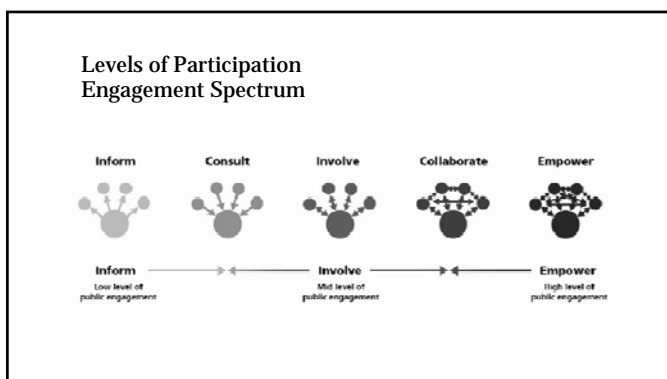 Levels of Participation
Engagement Spectrum
Inform Consult Involve Collaborate Empower
Inform Involve Empower
Low level of Mid level of High level of
public engagement public engagement public engagement